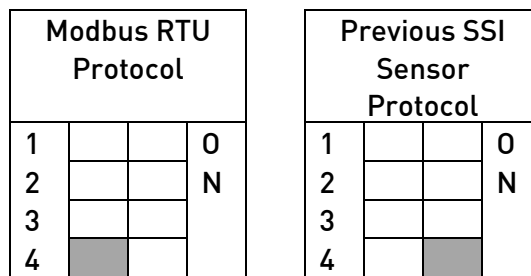 Modbus RTU
Protocol
1 O
2 N
3
4
Previous SSI
Sensor
Protocol
1 O
2 N
3
4